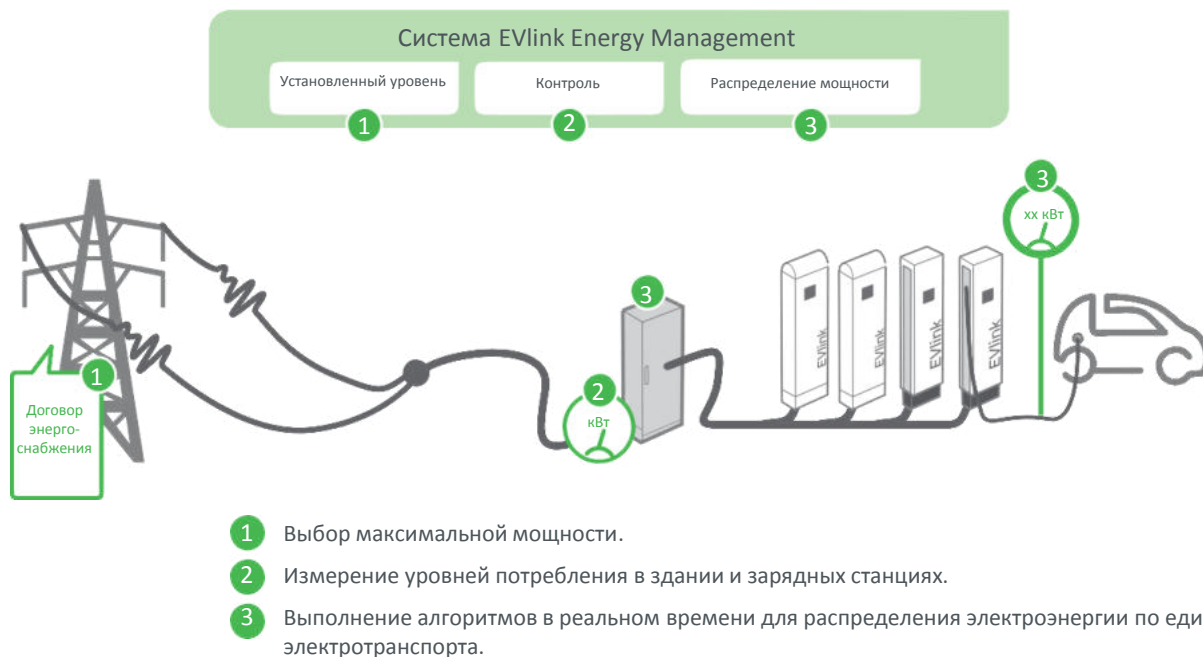 Система EVlink Energy Management
Установленный уровень
Контроль
Распределение мощности
1
2
3
3
хх кВт
3
EVlink
EVlink
EVlink
EVlink
1
Договор
энерго-
снабжения
2
кВт
1 Выбор максимальной мощности.
2 Измерение уровней потребления в здании и зарядных станциях.
3 Выполнение алгоритмов в реальном времени для распределения электроэнергии по еди
электротранспорта.